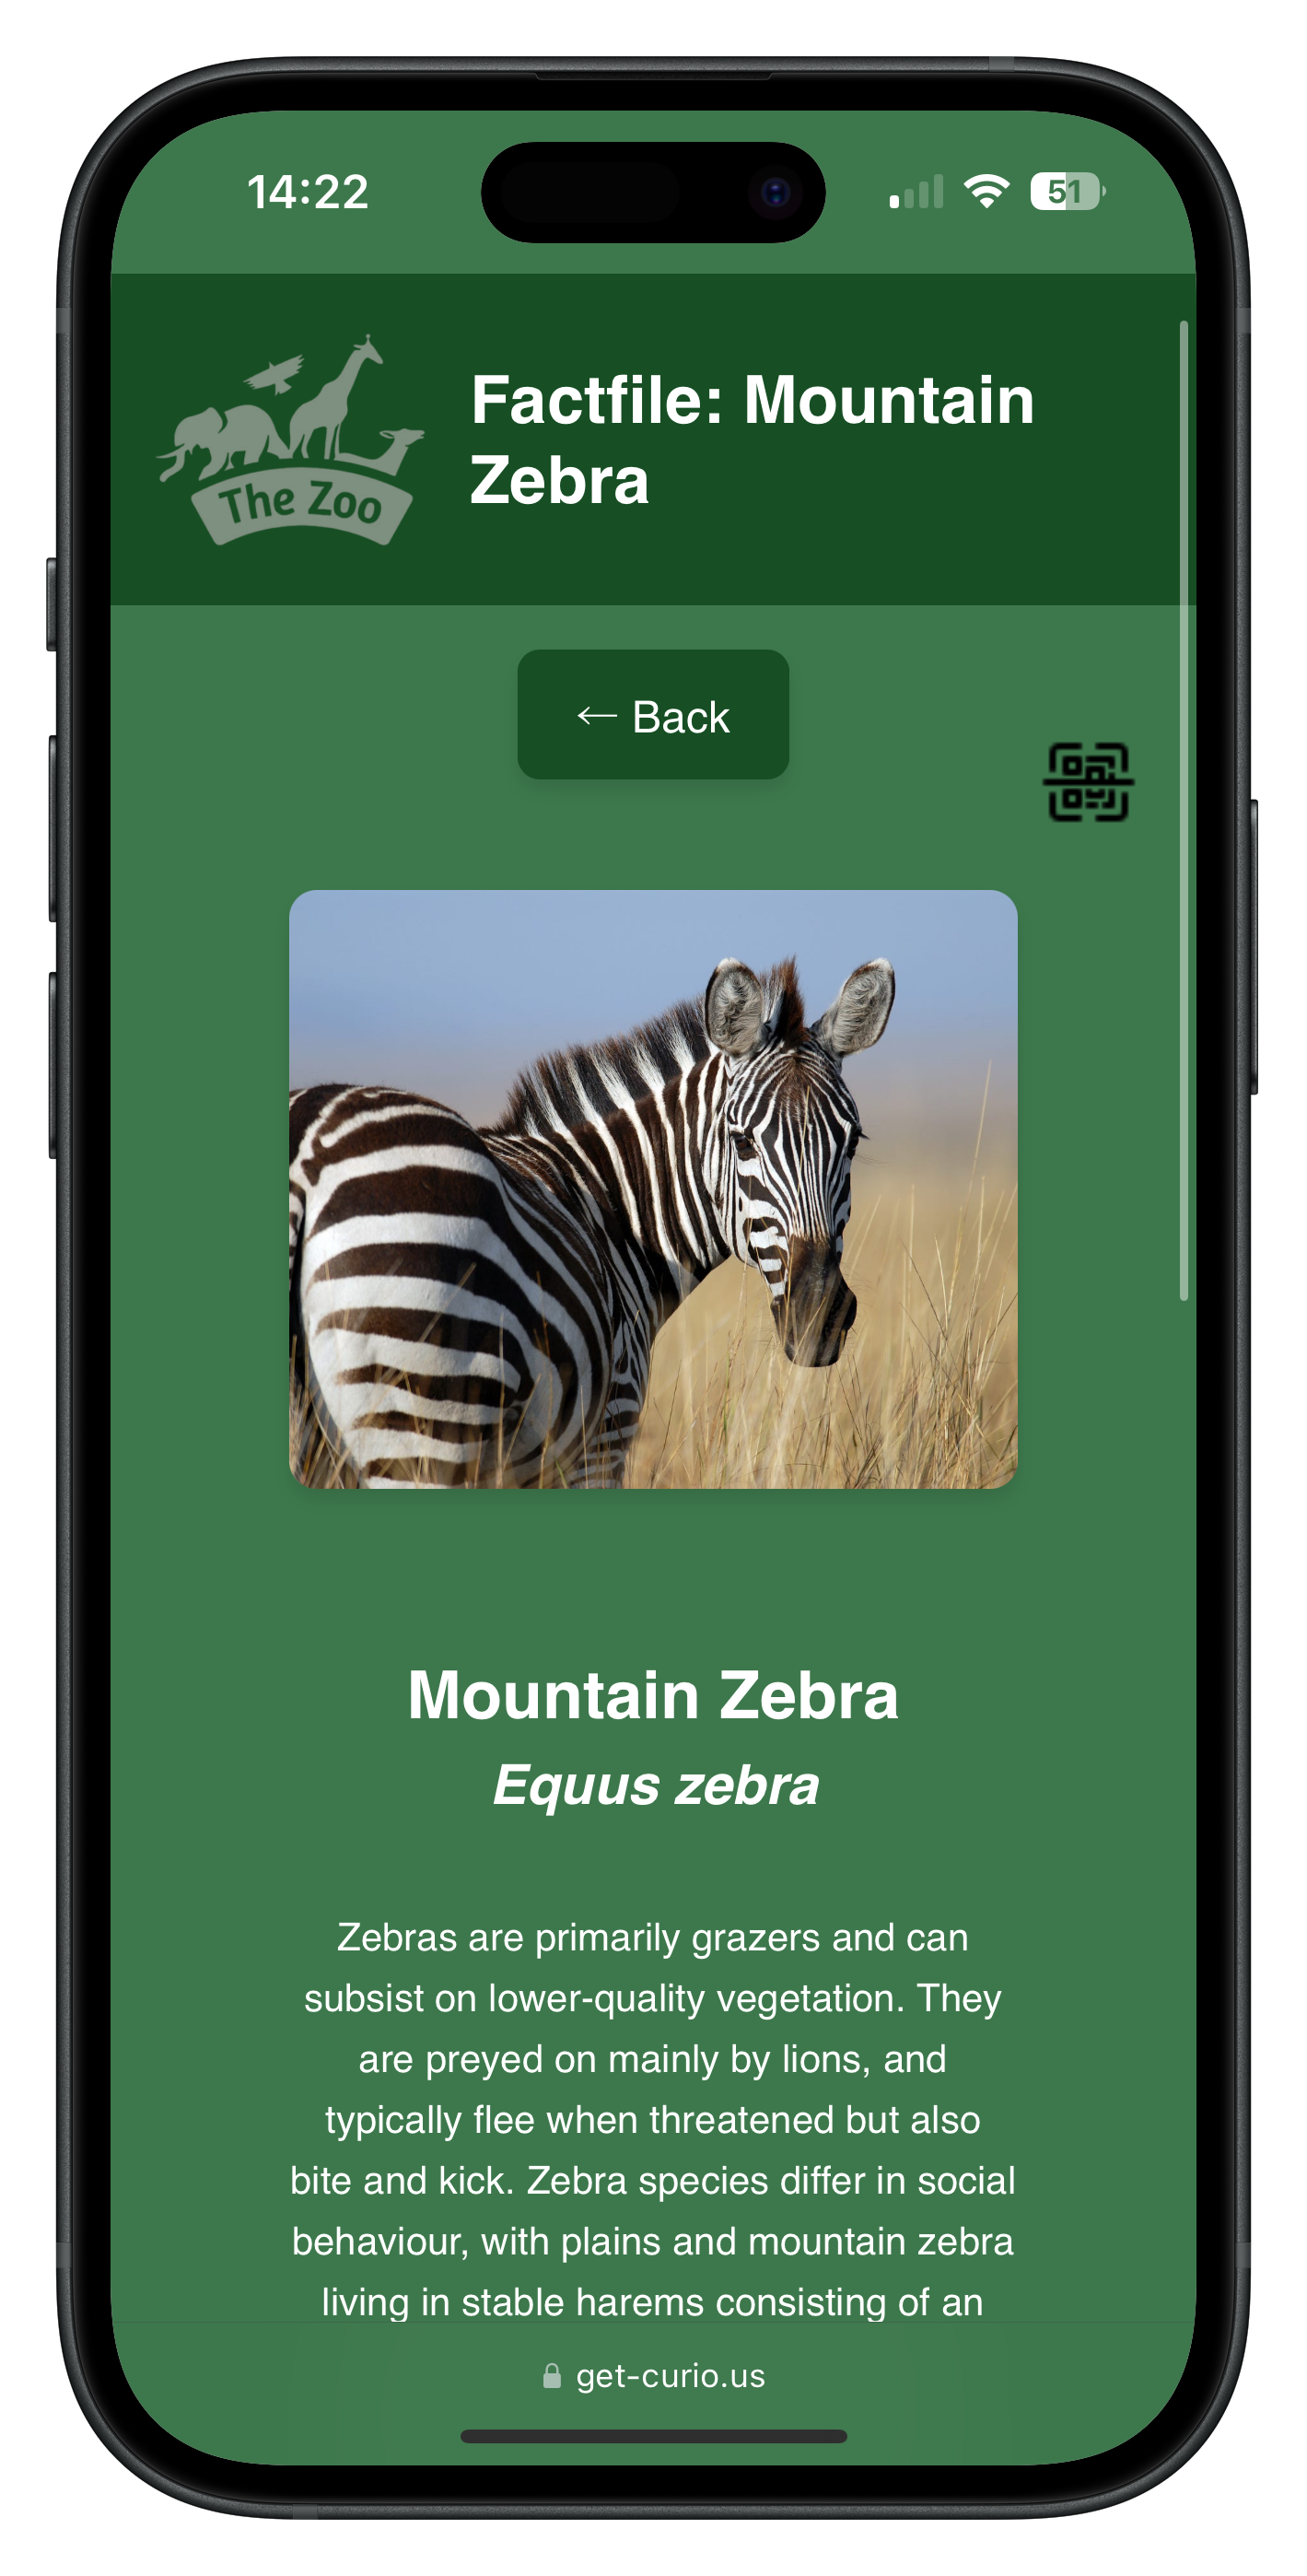 14:22
51
The Zoo
Factfile: Mountain
Zebra
← Back
Mountain Zebra
Equus zebra
Zebras are primarily grazers and can
subsist on lower-quality vegetation. They
are preyed on mainly by lions, and
typically flee when threatened but also
bite and kick. Zebra species differ in social
behaviour, with plains and mountain zebra
living in stable harems consisting of an
get-curio.us